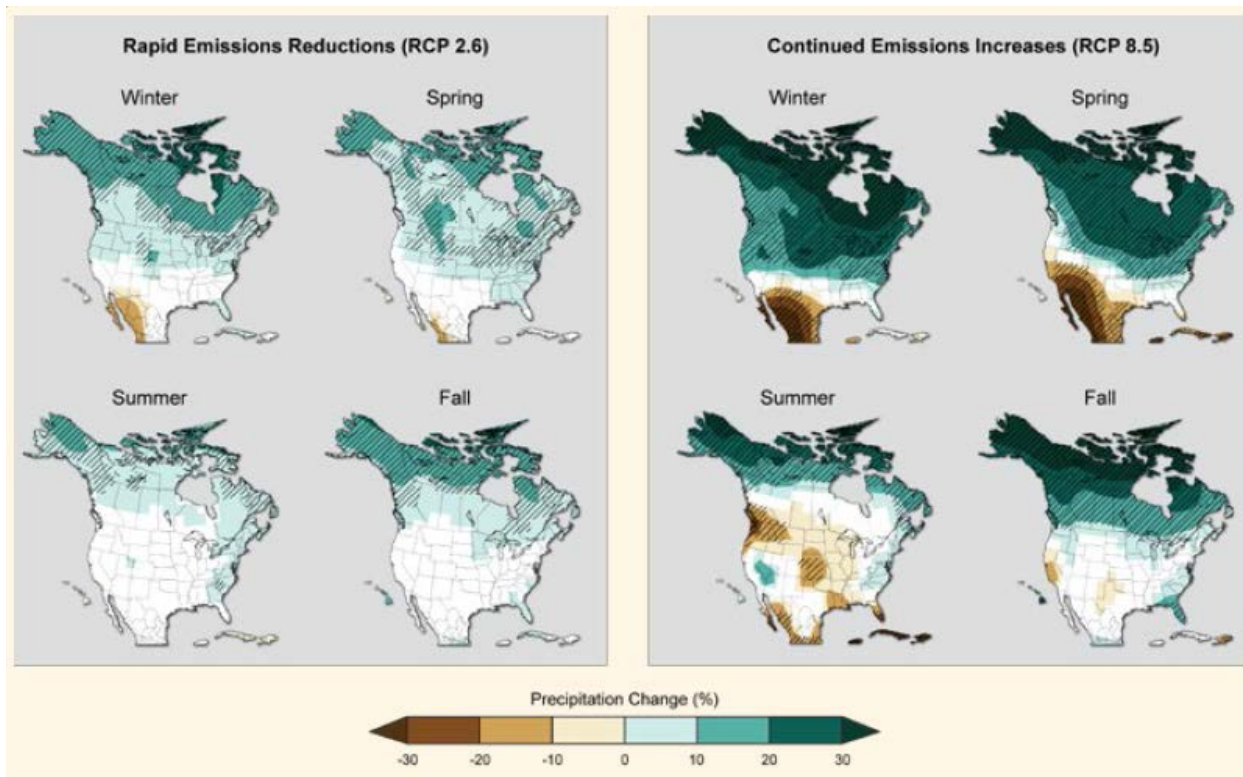 Rapid Emissions Reductions (RCP 2.6)
Winter
Spring
Summer
Fall
Continued Emissions Increases (RCP 8.5)
Winter
Spring
Summer
Fall
Precipitation Change (%)
-30 -20 -10 0 10 20 30